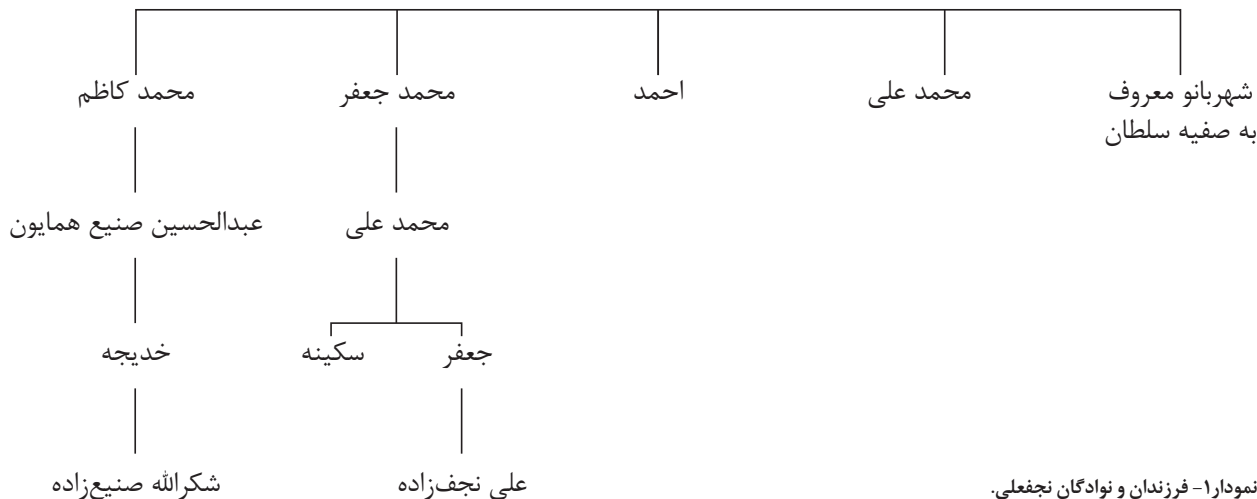 شهربانو معروف
به صفیه سلطان
محمد علی
احمد
محمد جعفر
محمد کاظم
محمد علی
عبدالحسین صنیع همایون
جعفر
سکینه
خدیجه
علی نجف‌زاده
شکرالله صنیع‌زاده
نمودار۱- فرزندان و نوادگان نجفعلی.